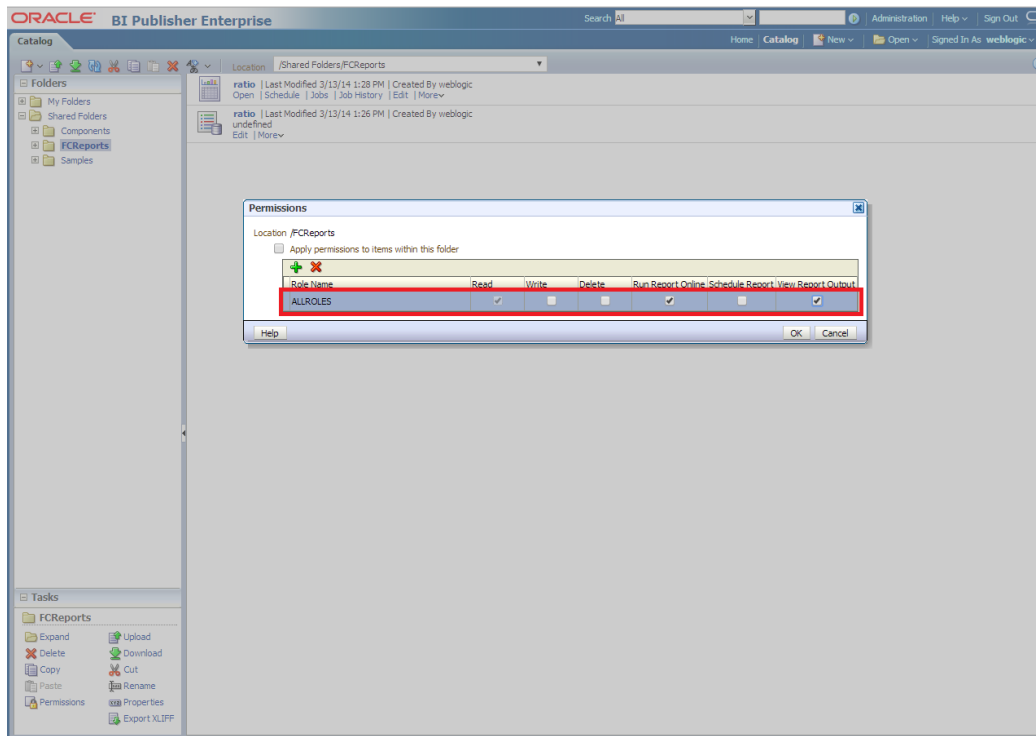 ORACLE BI Publisher Enterprise Search All Administration Help Sign Out
Catalog Home Catalog New Open Signed In As weblogic
Location /Shared Folders/FCReports
Folders
My Folders
Shared Folders
Components
FCReports
Samples
ratio | Last Modified 3/13/14 1:28 PM | Created By weblogic
Open | Schedule | Jobs | Job History | Edit | More
ratio | Last Modified 3/13/14 1:26 PM | Created By weblogic
undefined
Edit | More
Permissions
Location /FCReports
Apply permissions to items within this folder
Role Name Read Write Delete Run Report Online Schedule Report View Report Output
ALLROLES
Help OK Cancel
Tasks
FCReports
Expand Upload
Delete Download
Copy Cut
Paste Rename
Permissions Properties
Export XLIFF